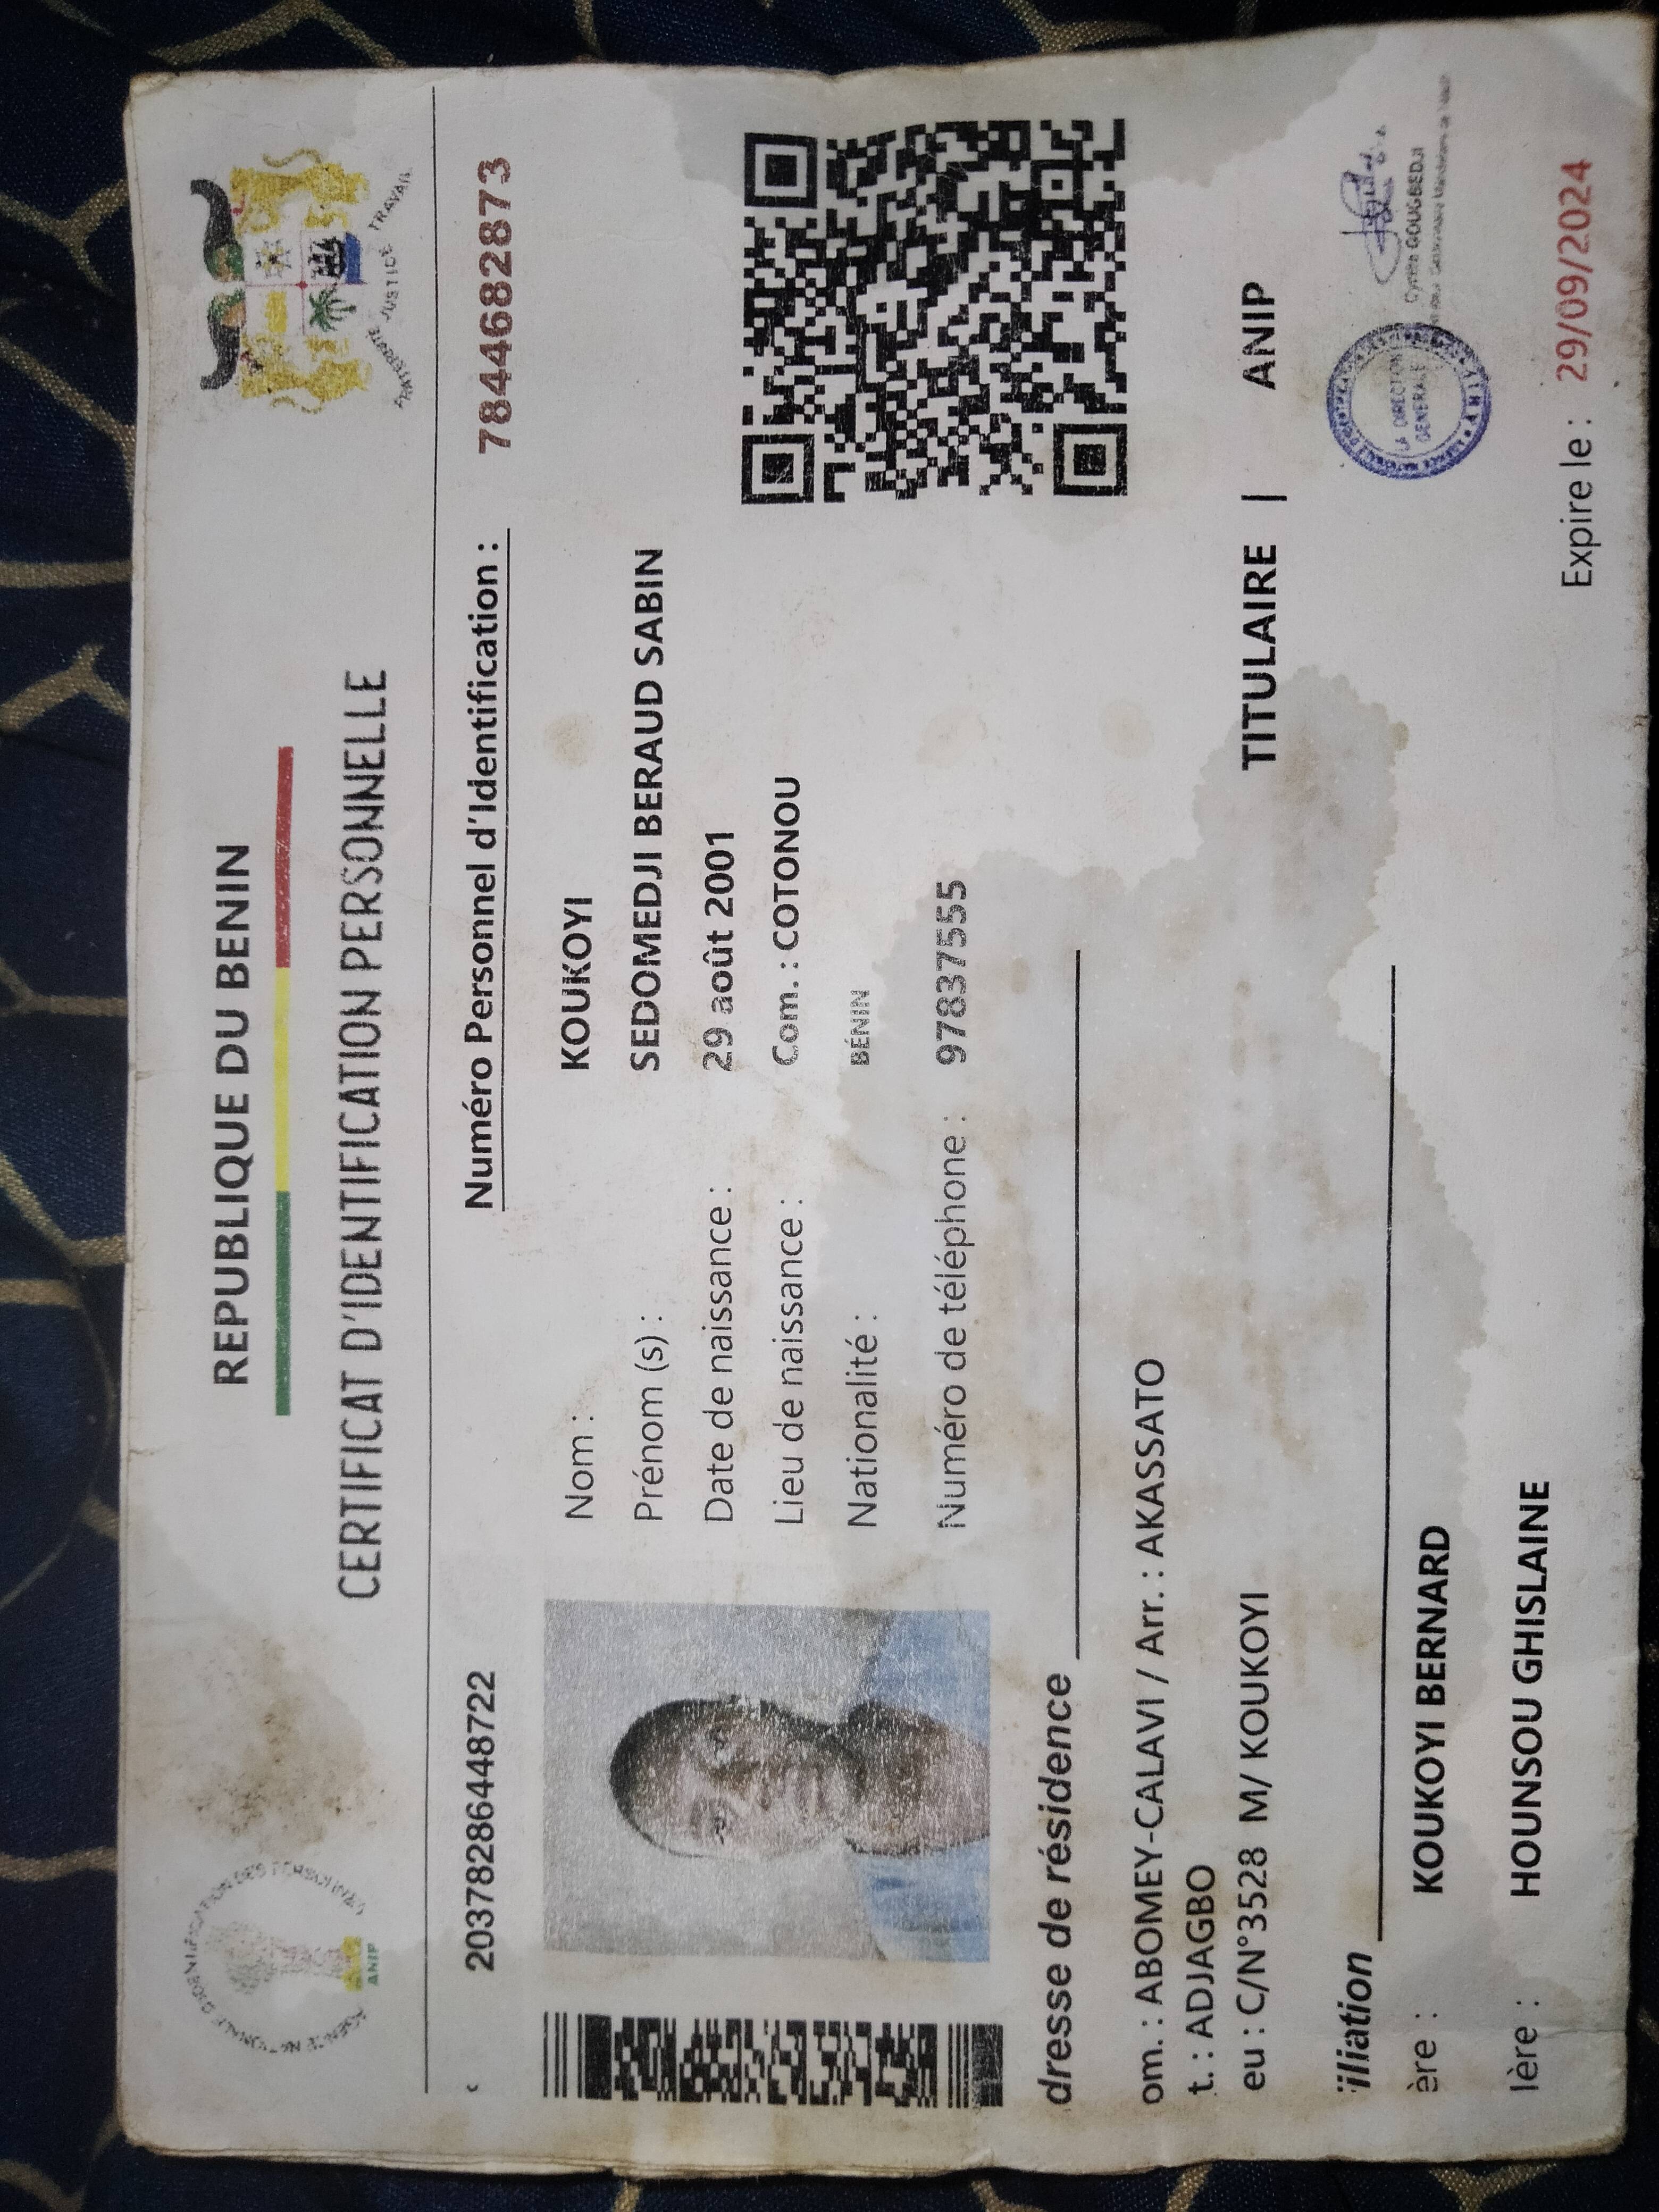 REPUBLIQUE DU BENIN
CERTIFICAT D'IDENTIFICATION PERSONNELLE
AGENCE NATIONALE D'IDENTIFICATION DES PERSONNES
ANIP
FRATERNITE JUSTICE TRAVAIL
20378286448722
Numéro Personnel d'Identification : 7844682873
Nom : KOUKOYI
Prénom (s) : SEDOMEDJI BERAUD SABIN
Date de naissance : 29 août 2001
Lieu de naissance : Com. : COTONOU
Nationalité : BÉNIN
Numéro de téléphone : 97837555
dresse de résidence
om. : ABOMEY-CALAVI / Arr. : AKASSATO
t. : ADJAGBO
eu : C/N°3528 M/ KOUKOYI
TITULAIRE | ANIP
LA DIRECTION
GENERALE
Cyrille GOUGBEDJI
iliation
ère : KOUKOYI BERNARD
lère : HOUNSOU GHISLAINE
Expire le : 29/09/2024